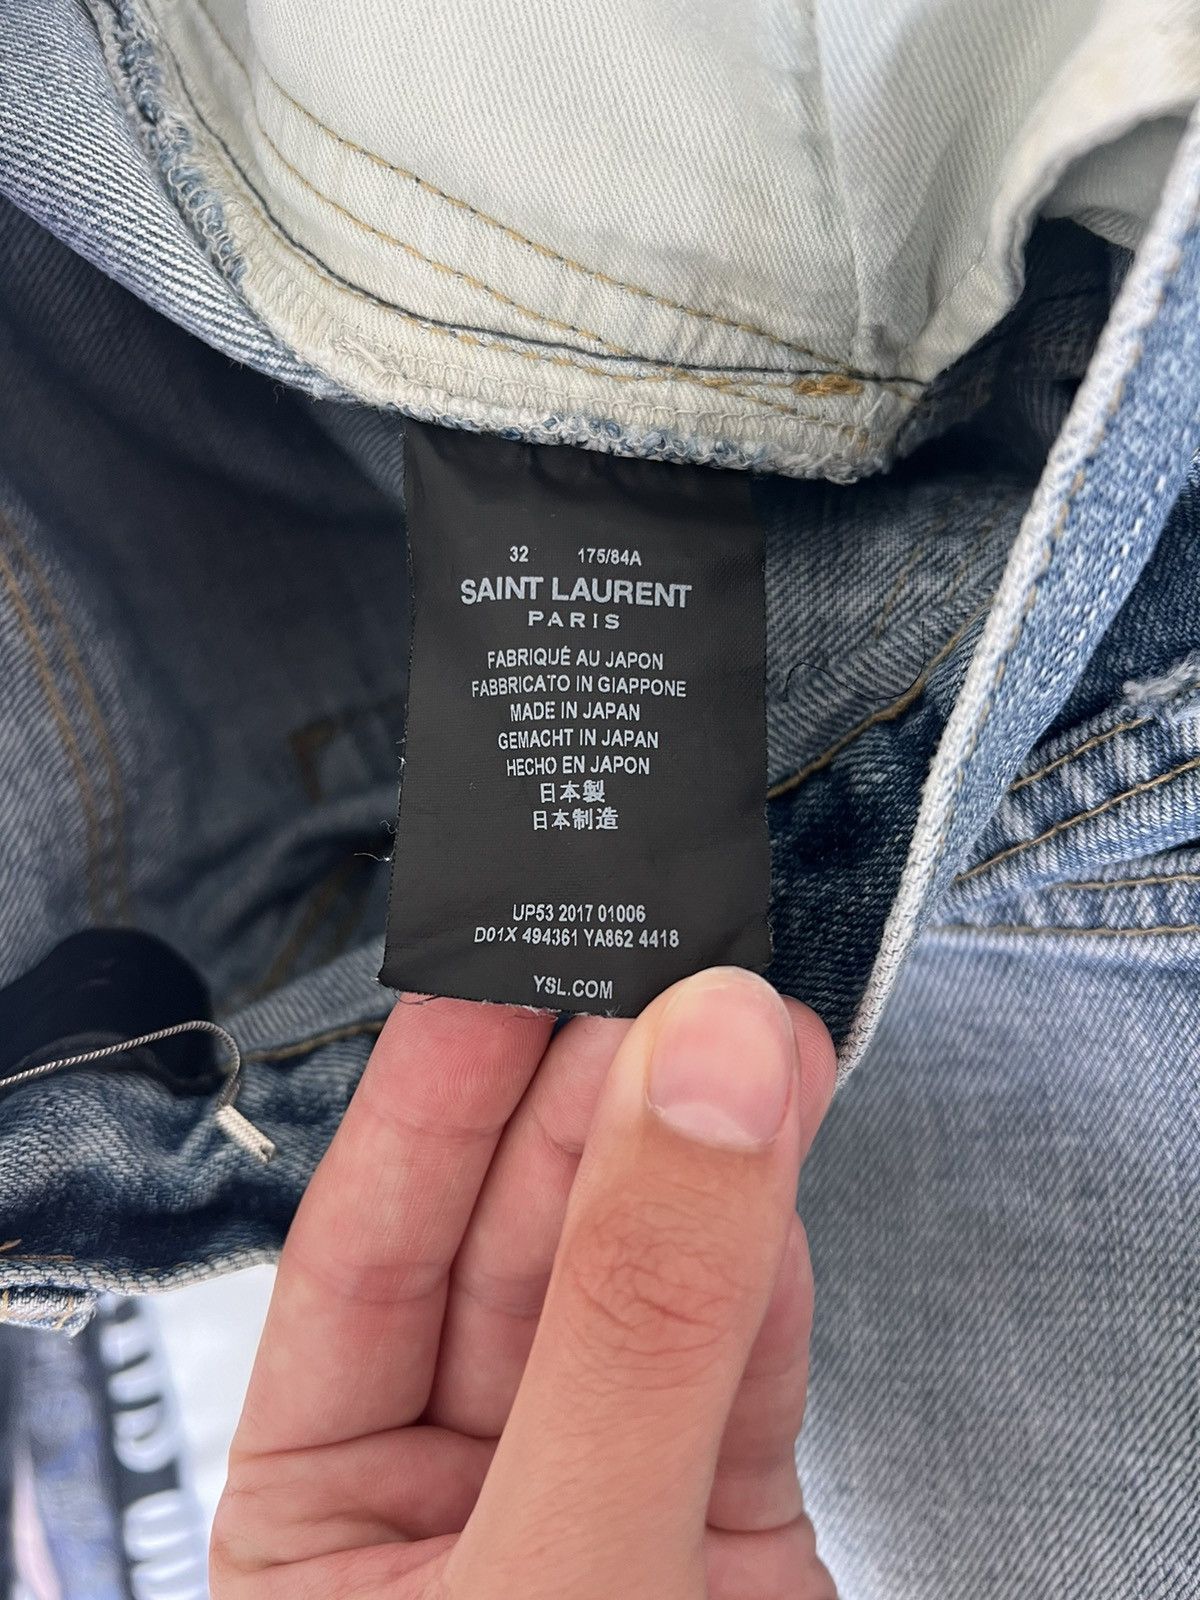 32 175/84A
SAINT LAURENT
PARIS
FABRIQUÉ AU JAPON
FABBRICATO IN GIAPPONE
MADE IN JAPAN
GEMACHT IN JAPAN
HECHO EN JAPON
日本製
日本制造
UP53 2017 01006
D01X 494361 YA862 4418
YSL.COM